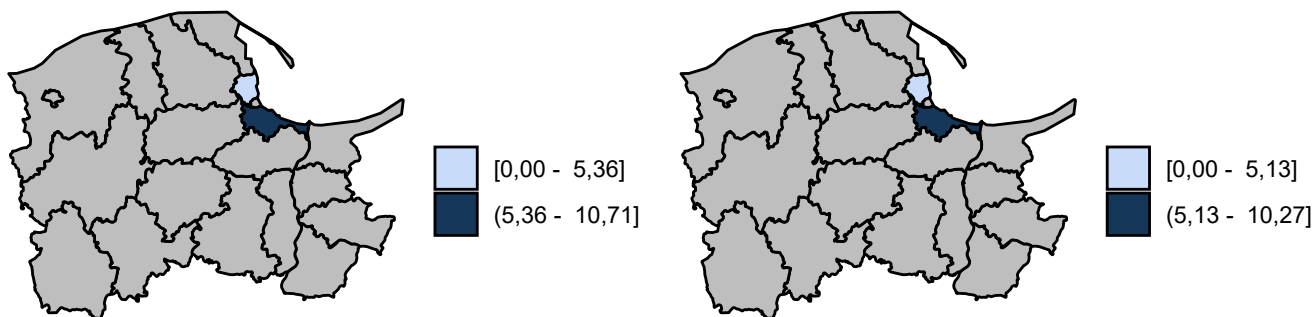 [0,00 - 5,36]
(5,36 - 10,71]
[0,00 - 5,13]
(5,13 - 10,27]